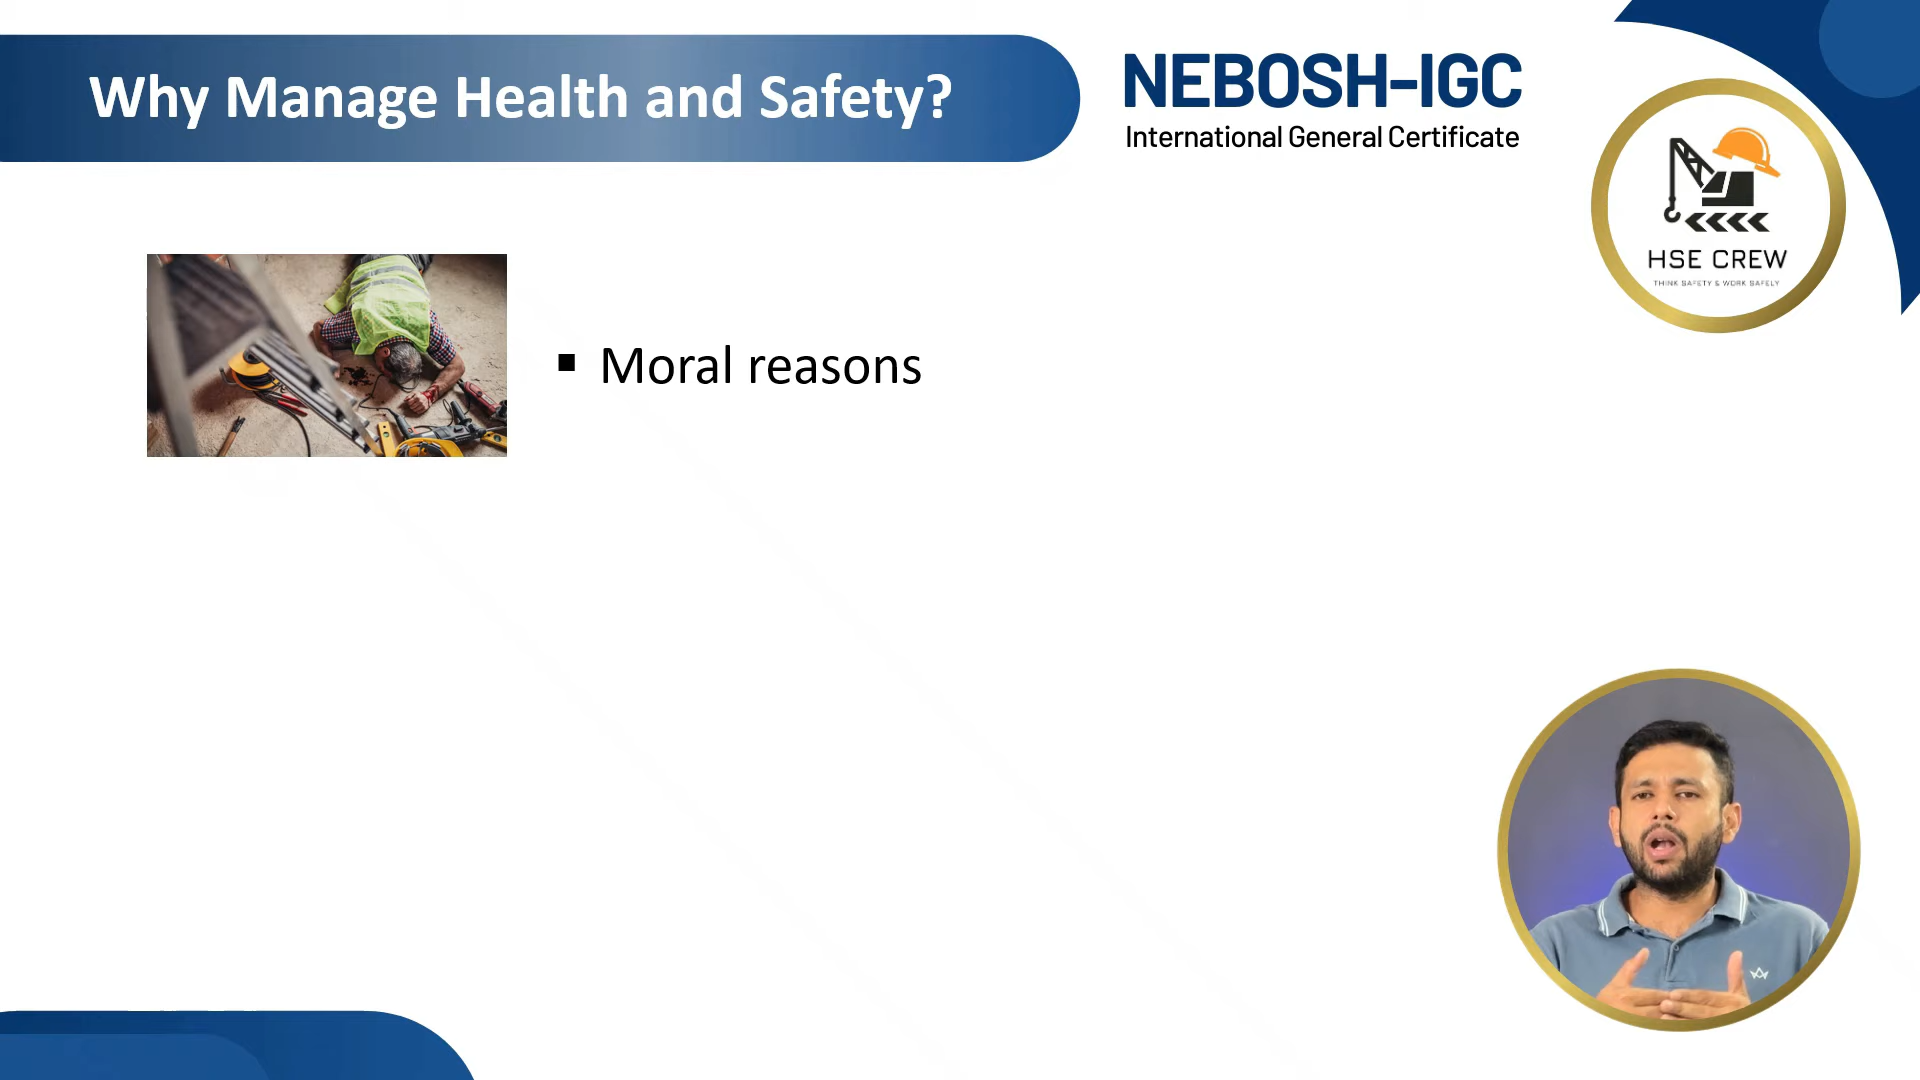 Why Manage Health and Safety?
NEBOSH-IGC
International General Certificate
HSE CREW
THINK SAFETY & WORK SAFELY
▪ Moral reasons